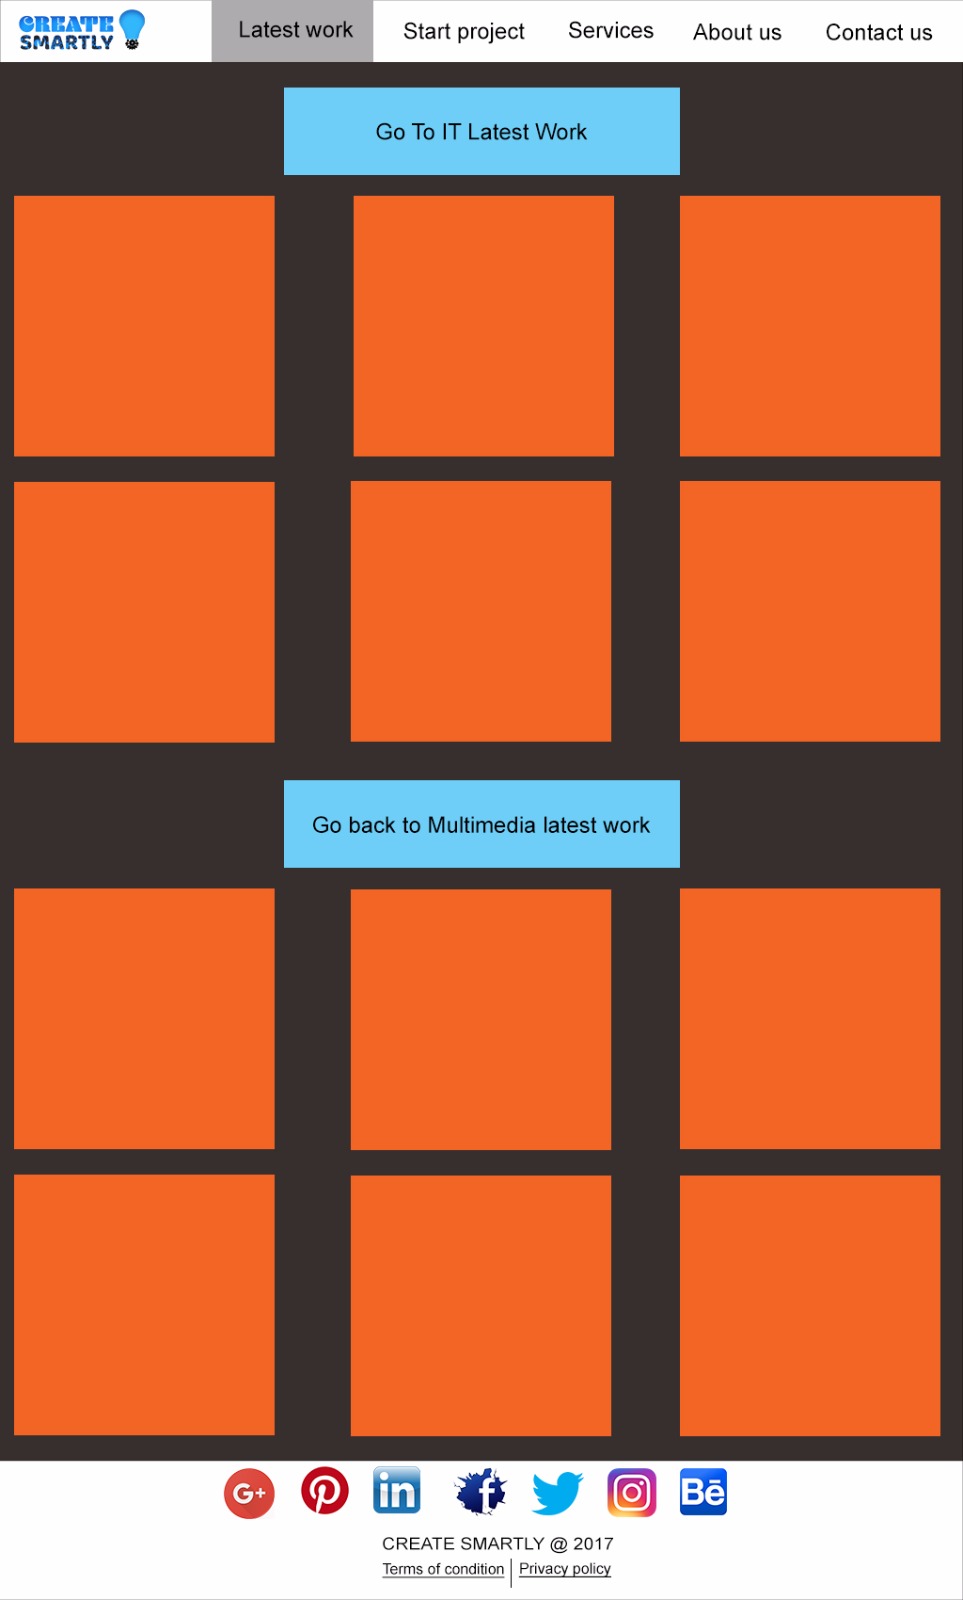 CREATE
SMARTLY
Latest work
Start project
Services
About us
Contact us
Go To IT Latest Work
Go back to Multimedia latest work
G+
in
f
Bē
CREATE SMARTLY @ 2017
Terms of condition | Privacy policy